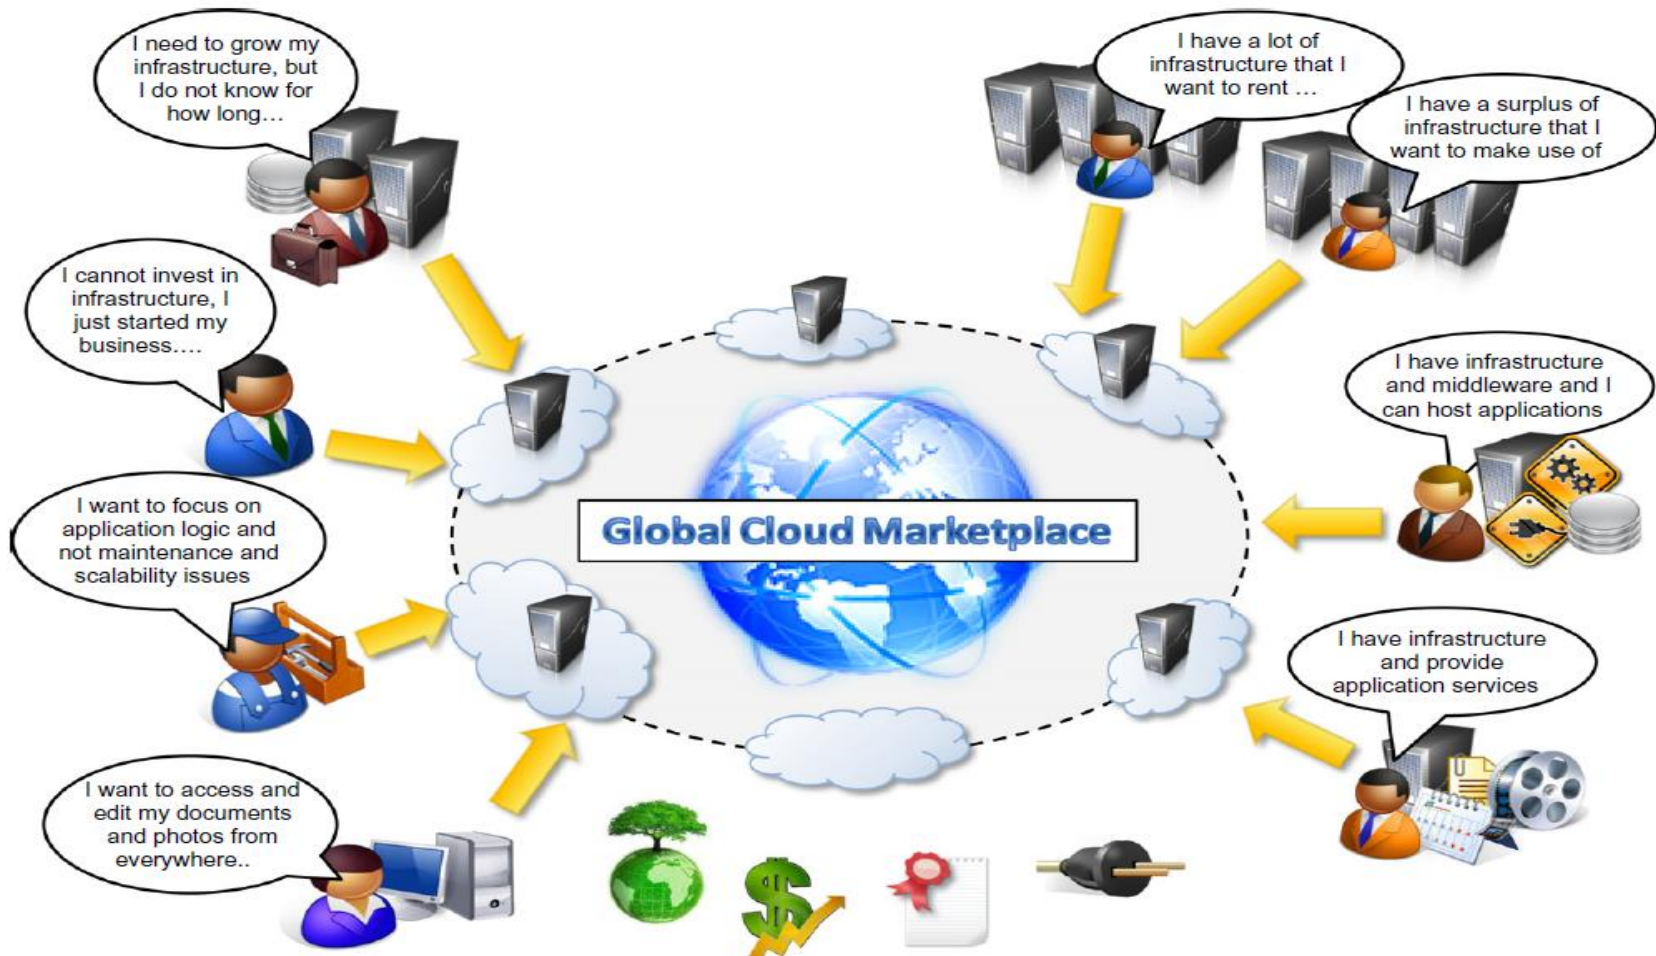 I need to grow my
infrastructure, but
I do not know for
how long...
I have a lot of
infrastructure that I
want to rent ...
I have a surplus of
infrastructure that I
want to make use of
I cannot invest in
infrastructure, I
just started my
business....
I have infrastructure
and middleware and I
can host applications
I want to focus on
application logic and
not maintenance and
scalability issues
Global Cloud Marketplace
I have infrastructure
and provide
application services
I want to access and
edit my documents
and photos from
everywhere..